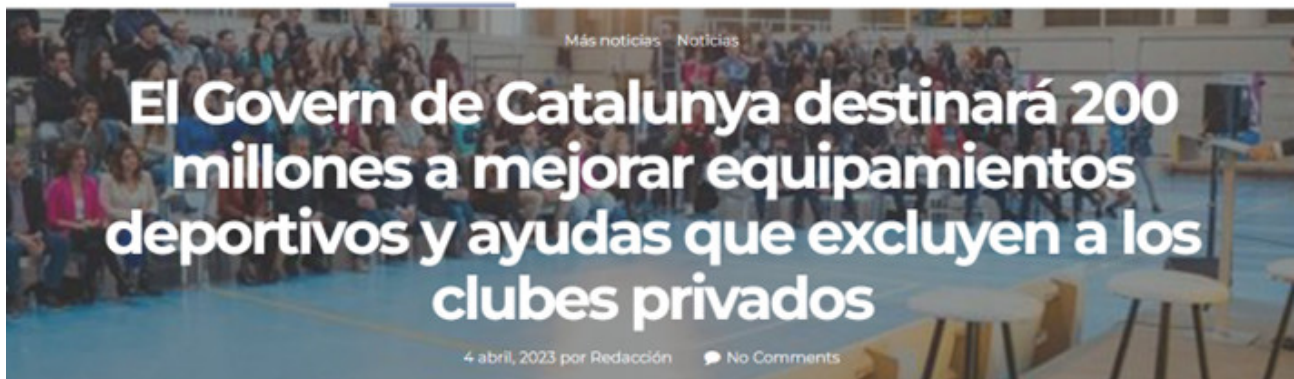 Más noticias Noticias
El Govern de Catalunya destinará 200
millones a mejorar equipamientos
deportivos y ayudas que excluyen a los
clubes privados
4 abril, 2023 por Redacción No Comments